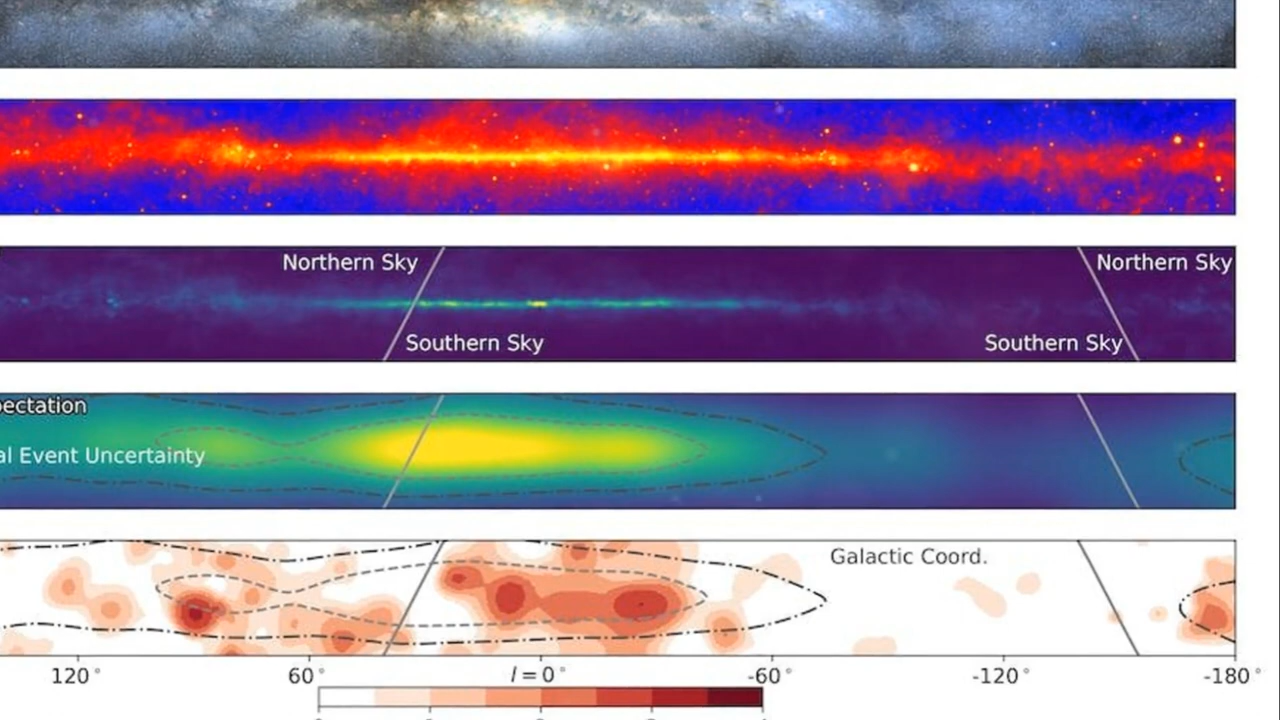 Northern Sky
Northern Sky
Southern Sky
Southern Sky
ectation
al Event Uncertainty
Galactic Coord.
120° 60° l = 0° -60° -120° -180°